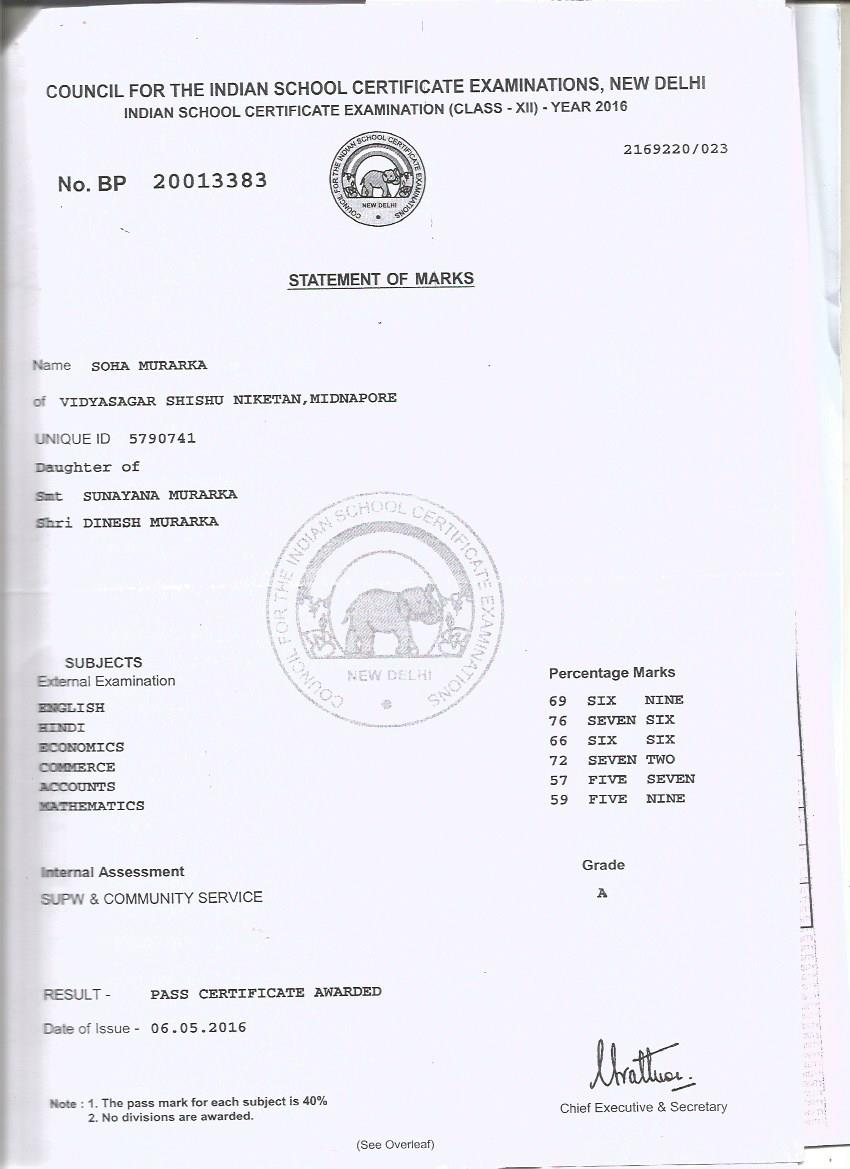 COUNCIL FOR THE INDIAN SCHOOL CERTIFICATE EXAMINATIONS, NEW DELHI
INDIAN SCHOOL CERTIFICATE EXAMINATION (CLASS - XII) - YEAR 2016
2169220/023
No. BP 20013383
COUNCIL FOR THE INDIAN SCHOOL CERTIFICATE EXAMINATIONS
NEW DELHI
STATEMENT OF MARKS
Name SOHA MURARKA
of VIDYASAGAR SHISHU NIKETAN,MIDNAPORE
UNIQUE ID 5790741
Daughter of
Smt SUNAYANA MURARKA
Shri DINESH MURARKA
COUNCIL FOR THE INDIAN SCHOOL CERTIFICATE EXAMINATIONS
NEW DELHI
SUBJECTS Percentage Marks
External Examination
ENGLISH 69 SIX NINE
HINDI 76 SEVEN SIX
ECONOMICS 66 SIX SIX
COMMERCE 72 SEVEN TWO
ACCOUNTS 57 FIVE SEVEN
MATHEMATICS 59 FIVE NINE
Internal Assessment Grade
SUPW & COMMUNITY SERVICE A
RESULT - PASS CERTIFICATE AWARDED
Date of Issue - 06.05.2016
Chief Executive & Secretary
Note : 1. The pass mark for each subject is 40%
2. No divisions are awarded.
(See Overleaf)